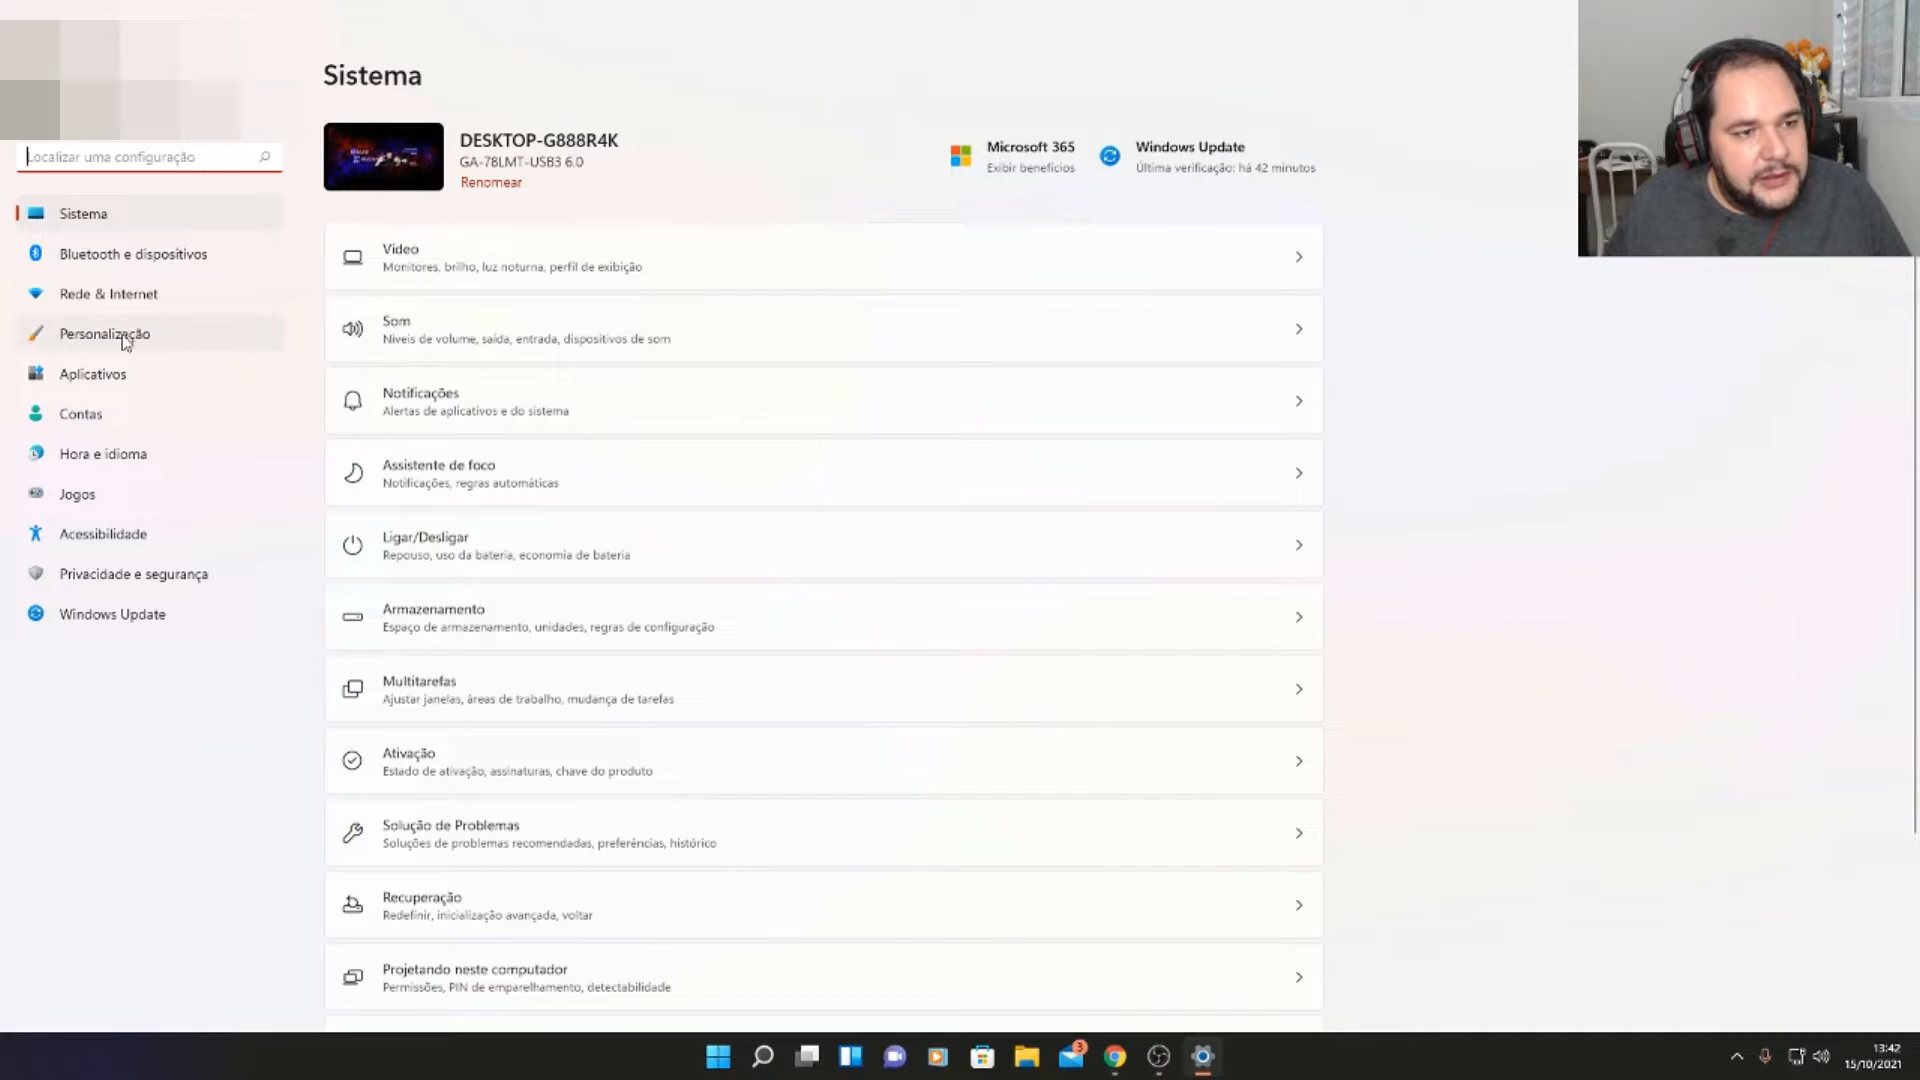 Sistema
DESKTOP-G888R4K
GA-78LMT-USB3 6.0
Renomear
Microsoft 365
Exibir benefícios
Windows Update
Última verificação: há 42 minutos
Localizar uma configuração
Sistema
Bluetooth e dispositivos
Rede & Internet
Personalização
Aplicativos
Contas
Hora e idioma
Jogos
Acessibilidade
Privacidade e segurança
Windows Update
Vídeo
Monitores, brilho, luz noturna, perfil de exibição
Som
Níveis de volume, saída, entrada, dispositivos de som
Notificações
Alertas de aplicativos e do sistema
Assistente de foco
Notificações, regras automáticas
Ligar/Desligar
Repouso, uso da bateria, economia de bateria
Armazenamento
Espaço de armazenamento, unidades, regras de configuração
Multitarefas
Ajustar janelas, áreas de trabalho, mudança de tarefas
Ativação
Estado de ativação, assinaturas, chave do produto
Solução de Problemas
Soluções de problemas recomendadas, preferências, histórico
Recuperação
Redefinir, inicialização avançada, voltar
Projetando neste computador
Permissões, PIN de emparelhamento, detectabilidade
3
13:42
15/10/2021